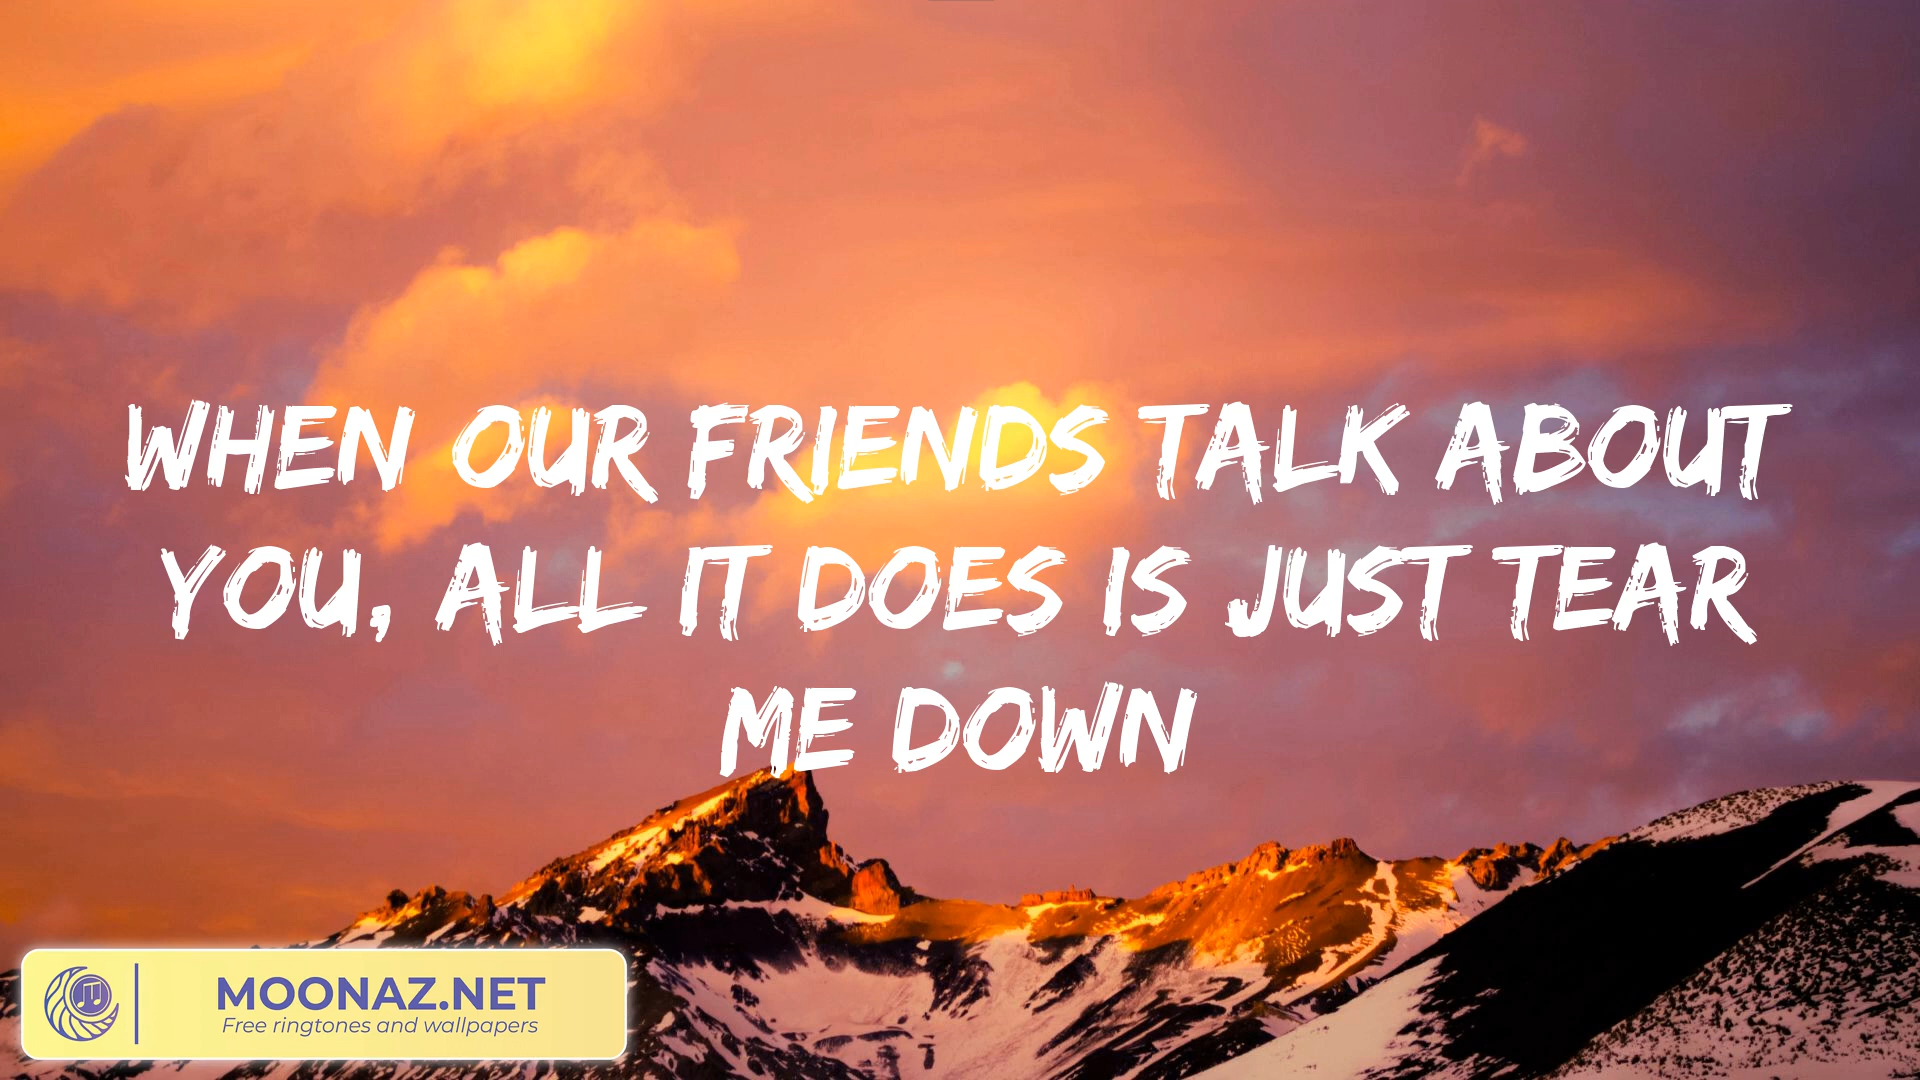 WHEN OUR FRIENDS TALK ABOUT
YOU, ALL IT DOES IS JUST TEAR
ME DOWN
MOONAZ.NET
Free ringtones and wallpapers